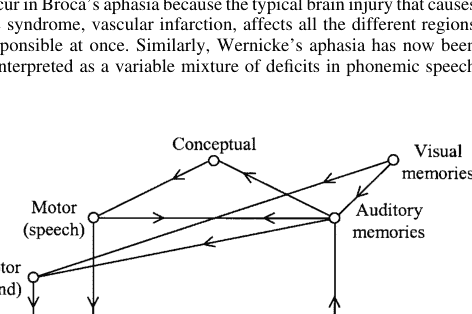 cur in Broca's aphasia because the typical brain injury that causes
syndrome, vascular infarction, affects all the different regions
sponsible at once. Similarly, Wernicke's aphasia has now been
nterpreted as a variable mixture of deficits in phonemic speech
Conceptual
Visual
memories
Motor
(speech)
Auditory
memories
tor
nd)